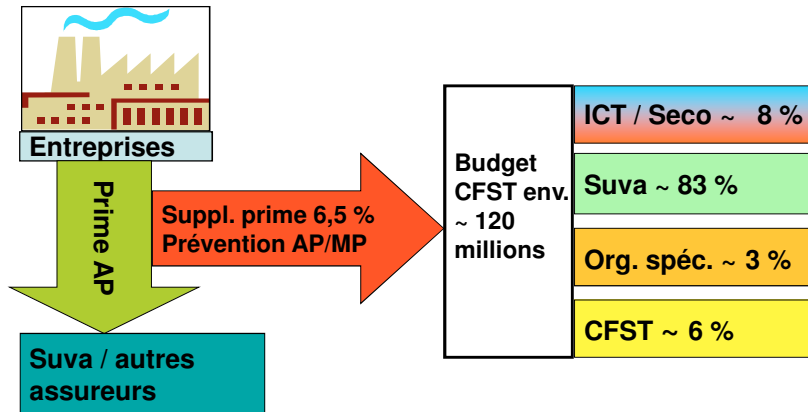 Entreprises
Prime AP
Suppl. prime 6,5 %
Prévention AP/MP
Suva / autres
assureurs
Budget
CFST env.
~ 120
millions
ICT / Seco ~ 8 %
Suva ~ 83 %
Org. spéc. ~ 3 %
CFST ~ 6 %